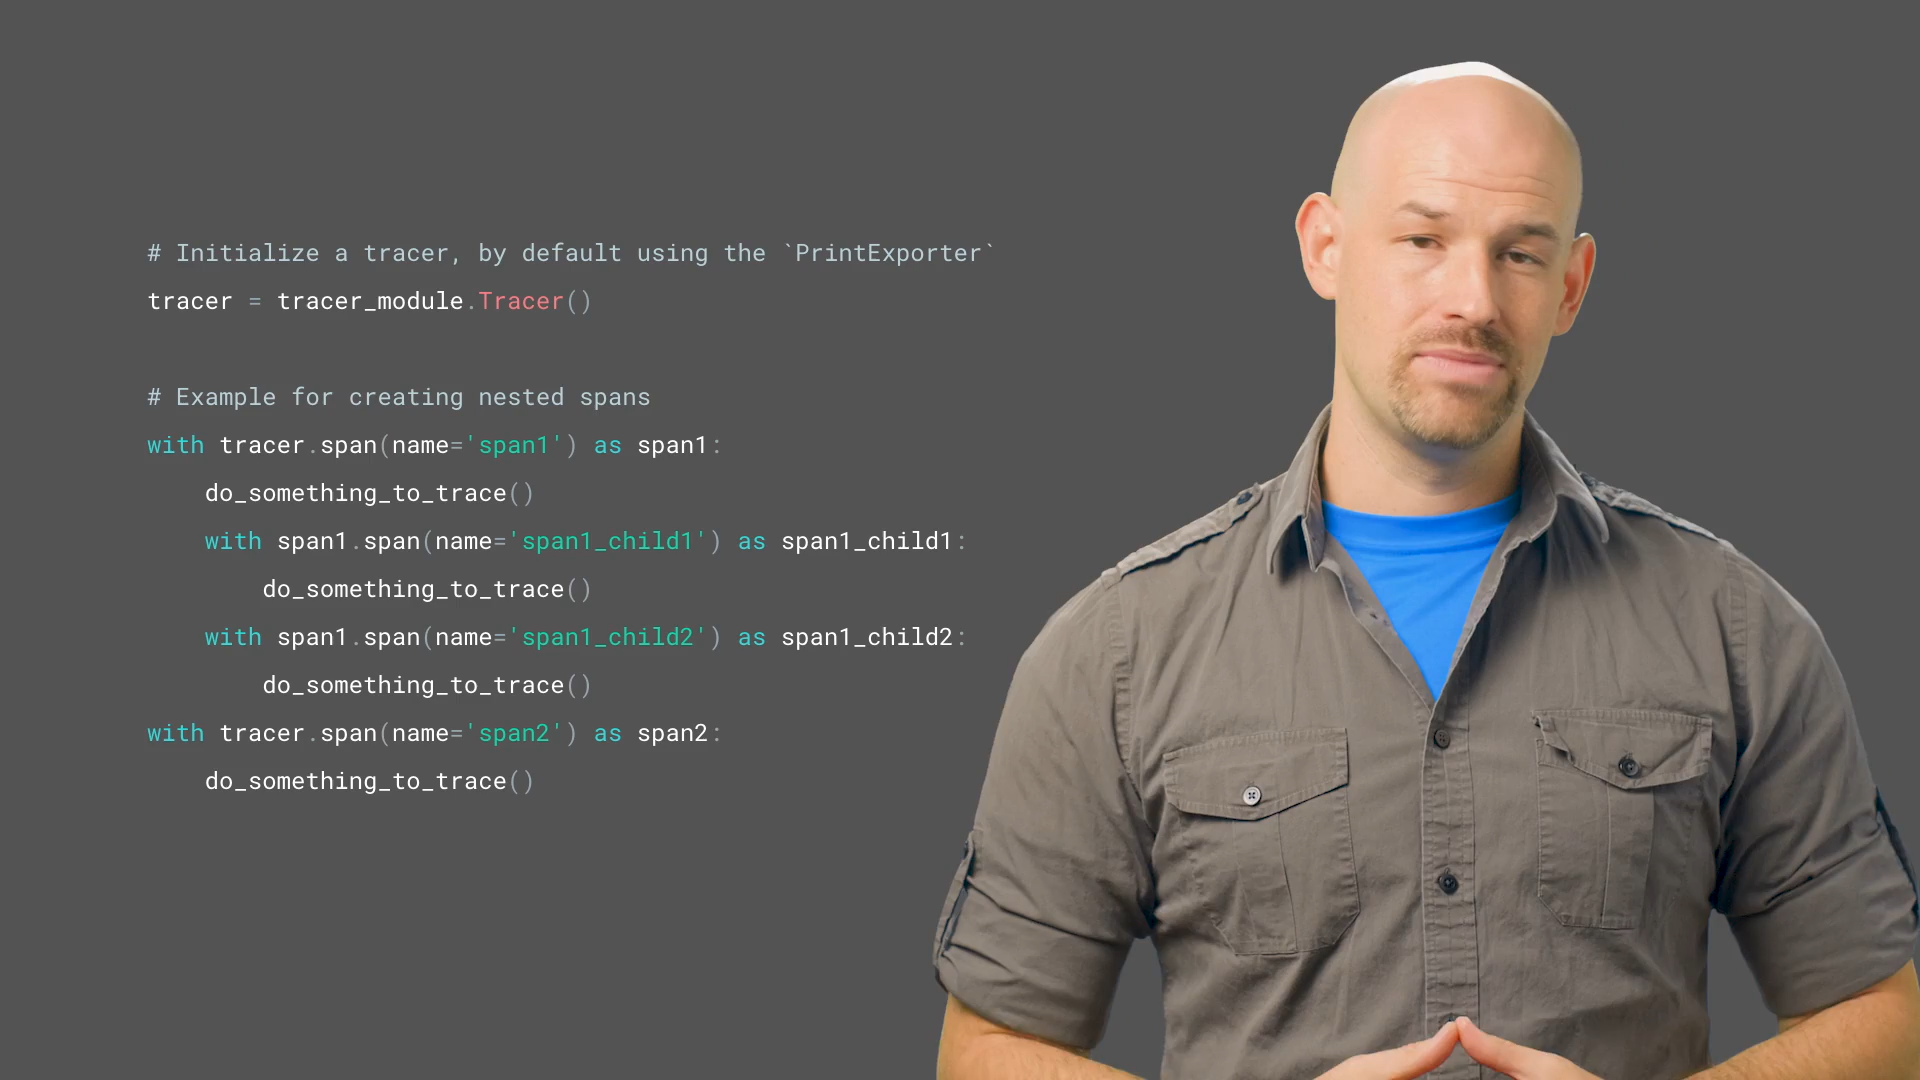 # Initialize a tracer, by default using the `PrintExporter`
tracer = tracer_module.Tracer()
# Example for creating nested spans
with tracer.span(name='span1') as span1:
    do_something_to_trace()
    with span1.span(name='span1_child1') as span1_child1:
        do_something_to_trace()
    with span1.span(name='span1_child2') as span1_child2:
        do_something_to_trace()
with tracer.span(name='span2') as span2:
    do_something_to_trace()